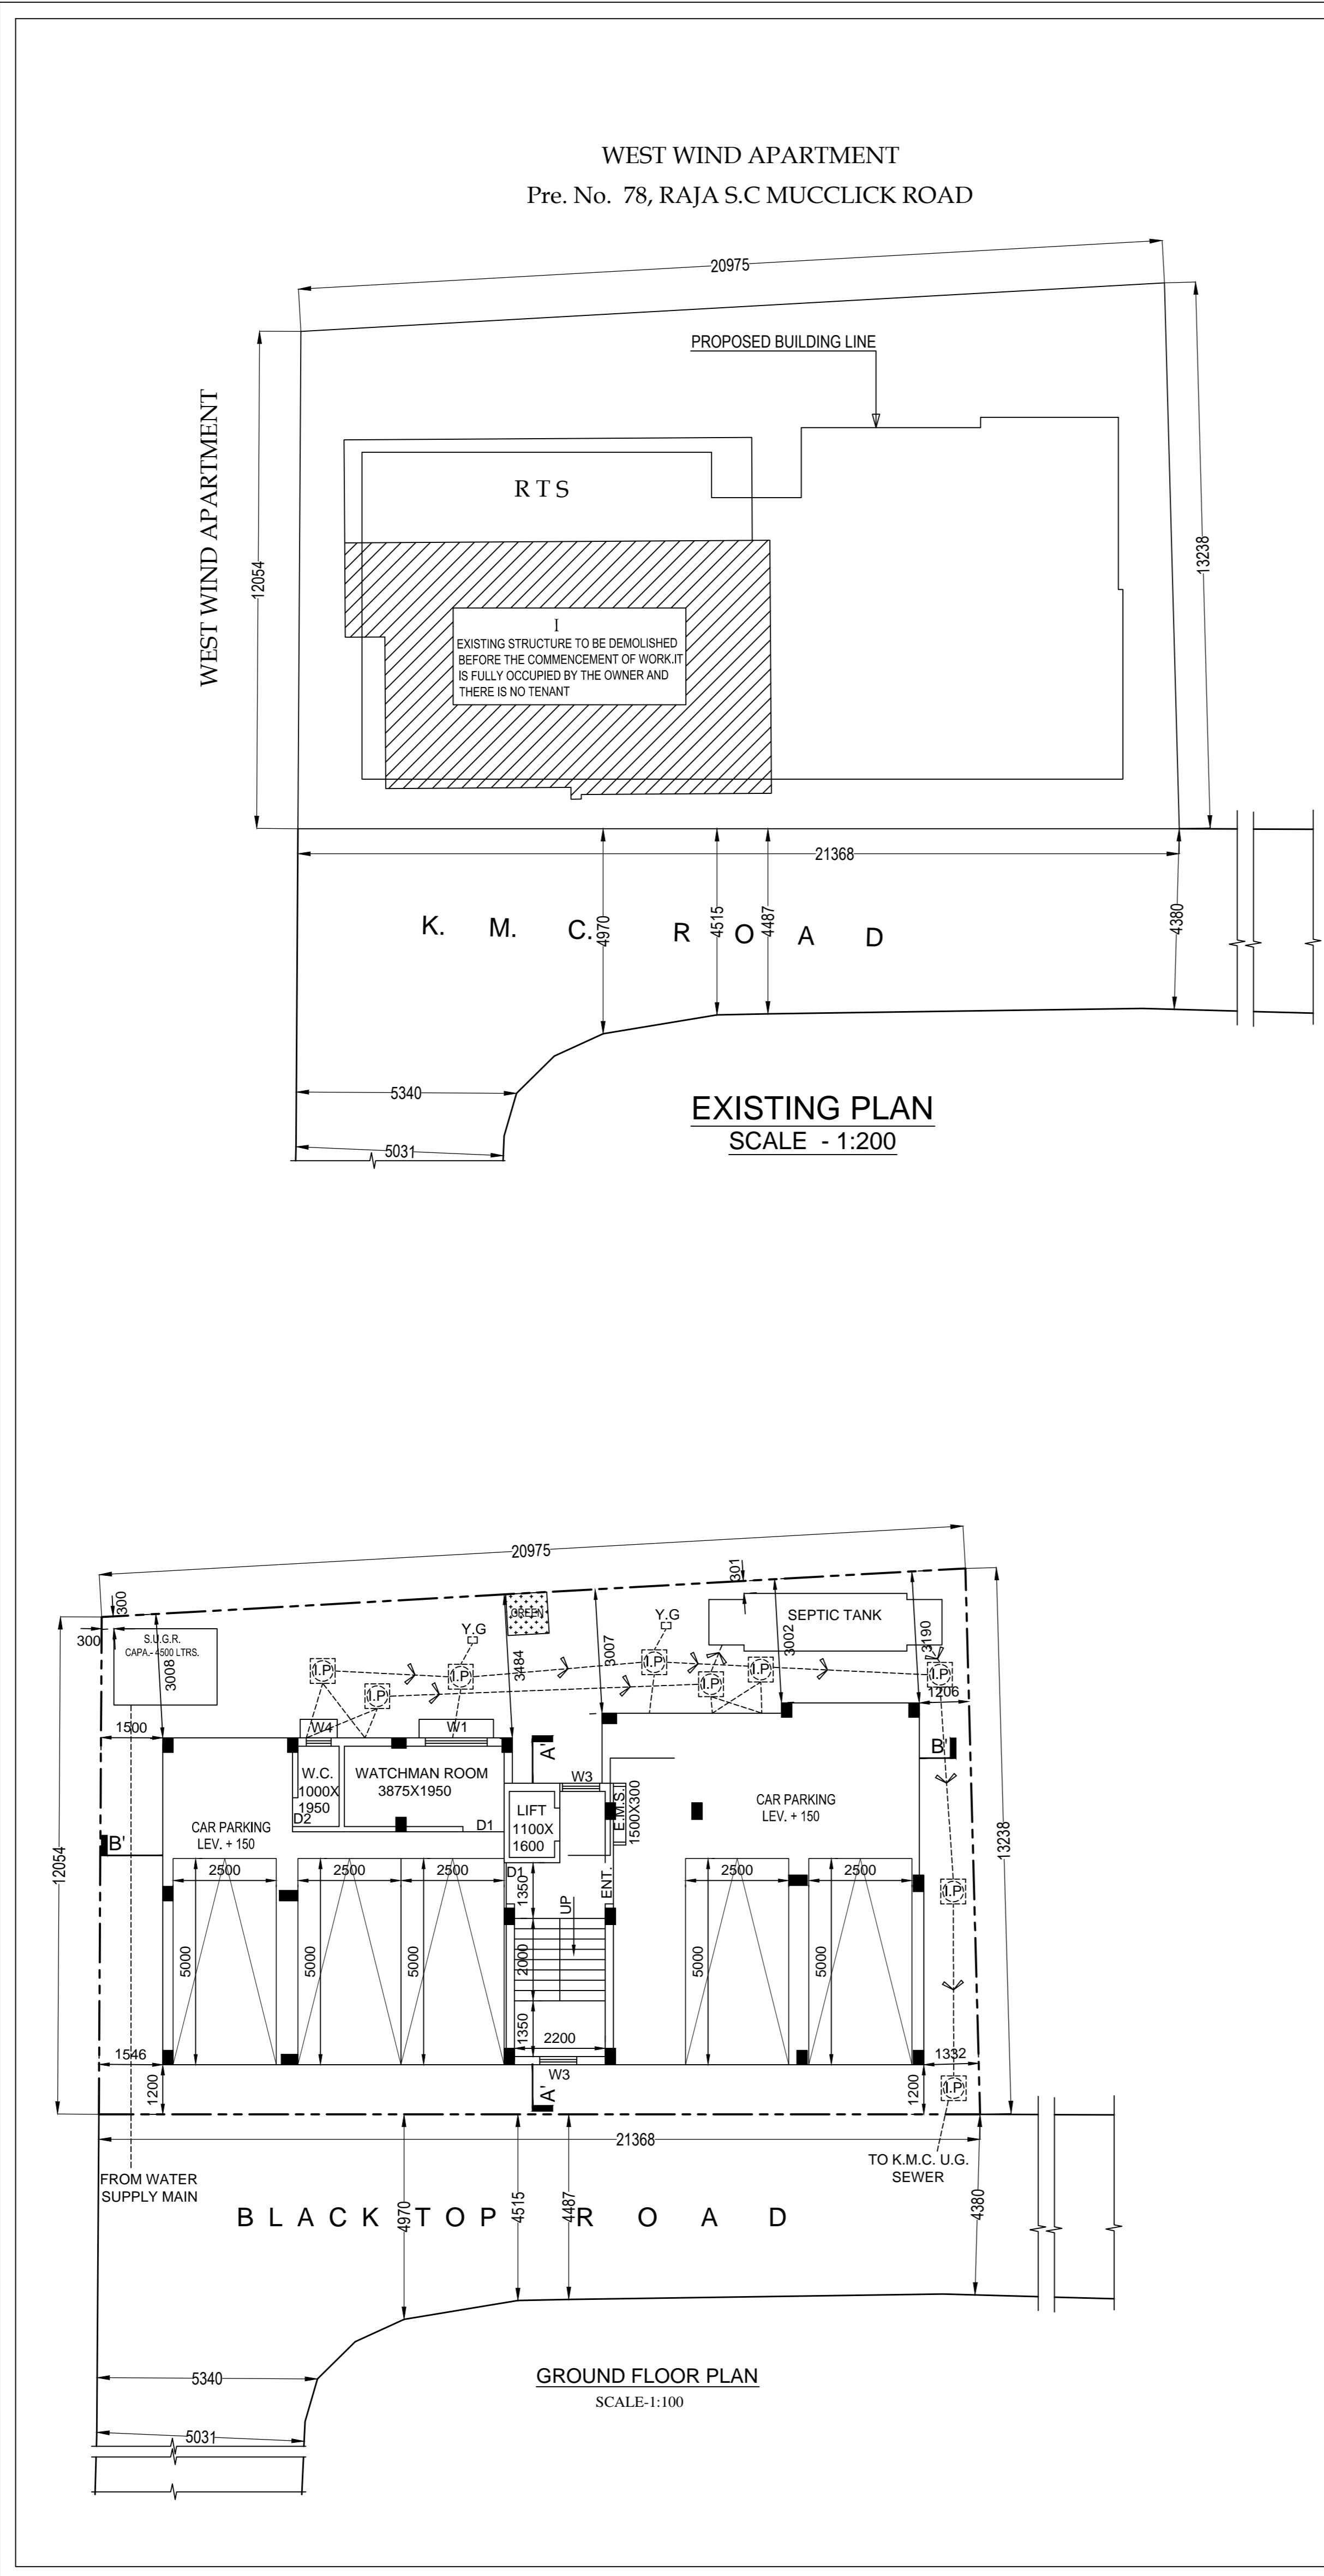 WEST WIND APARTMENT
Pre. No. 78, RAJA S.C MUCCLICK ROAD
20975
PROPOSED BUILDING LINE
WEST WIND APARTMENT
R T S
12054
13238
I
EXISTING STRUCTURE TO BE DEMOLISHED
BEFORE THE COMMENCEMENT OF WORK.IT
IS FULLY OCCUPIED BY THE OWNER AND
THERE IS NO TENANT
21368
K. M. C. R O A D
4970
4515
4487
4380
5340
5031
EXISTING PLAN
SCALE - 1:200
20975
300
300
301
S.U.G.R.
CAPA.- 4500 LTRS.
3008
GREEN
Y.G
Y.G
SEPTIC TANK
3484
3007
3002
3190
I.P
I.P
I.P
I.P
I.P
I.P
I.P
1206
1500
W4
W1
A'
B'
W.C.
1000X
1950
WATCHMAN ROOM
3875X1950
W3
E.M.S.
1500X300
LIFT
1100X
1600
CAR PARKING
LEV. + 150
CAR PARKING
LEV. + 150
D2
D1
B'
12054
13238
2500
2500
2500
D1
1350
ENT.
2500
2500
I.P
UP
5000
5000
5000
2000
5000
5000
1350
2200
1546
1332
W3
1200
A'
1200
I.P
21368
FROM WATER
SUPPLY MAIN
TO K.M.C. U.G.
SEWER
B L A C K T O P R O A D
4970
4515
4487
4380
5340
5031
GROUND FLOOR PLAN
SCALE-1:100